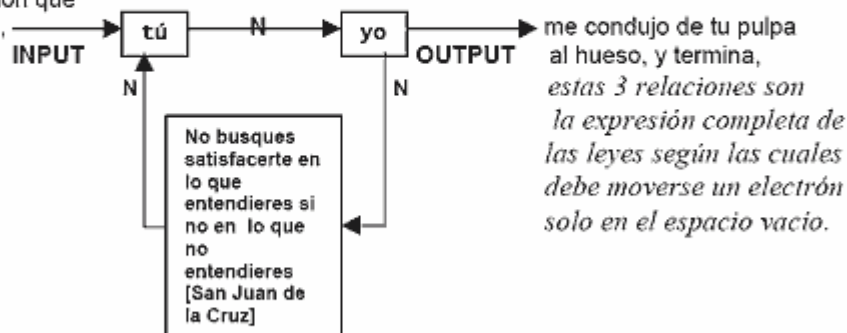 ón que
INPUT
tú
N
yo
OUTPUT
N
N
No busques
satisfacerte en
lo que
entendieres si
no en lo que
no
entendieres
[San Juan de
la Cruz]
me condujo de tu pulpa
al hueso, y termina,
estas 3 relaciones son
la expresión completa de
las leyes según las cuales
debe moverse un electrón
solo en el espacio vacio.